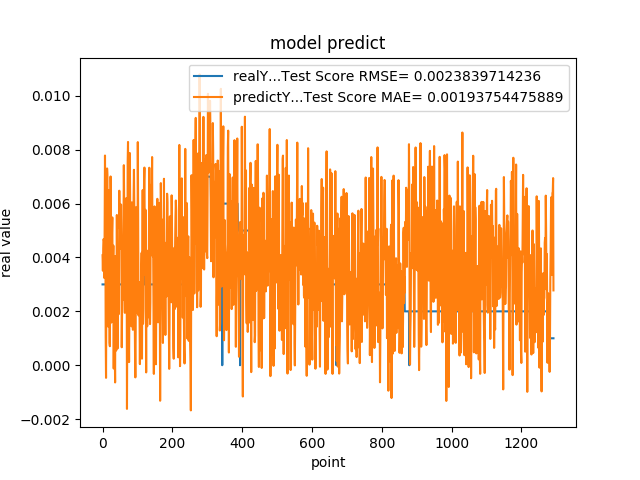 model predict
realY...Test Score RMSE= 0.0023839714236
predictY...Test Score MAE= 0.00193754475889
0.010
0.008
0.006
0.004
0.002
0.000
−0.002
real value
0 200 400 600 800 1000 1200
point